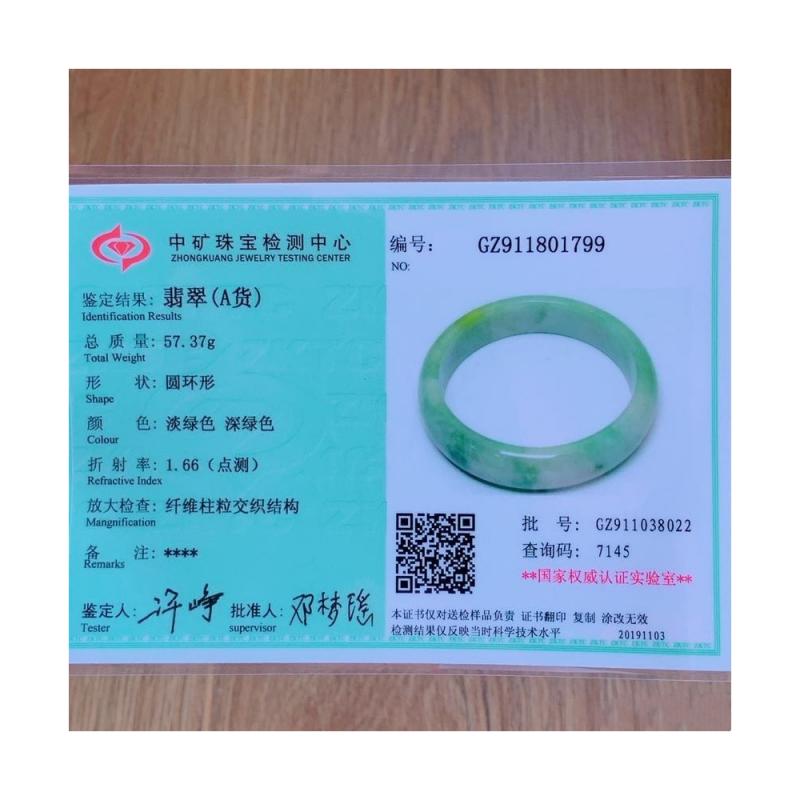 中矿珠宝检测中心
ZHONGKUANG JEWELRY TESTING CENTER
鉴定结果: 翡翠(A货)
Identification Results
总 质 量: 57.37g
Total Weight
形 状: 圆环形
Shape
颜 色: 淡绿色 深绿色
Colour
折 射 率: 1.66 (点测)
Refractive Index
放大检查: 纤维柱粒交织结构
Mangnification
备 注: ****
Remarks
鉴定人: 许峥 批准人: 邓梦瑶
Tester supervisor
编号: GZ911801799
NO:
批 号: GZ911038022
查询码: 7145
**国家权威认证实验室**
本证书仅对送检样品负责 证书翻印 复制 涂改无效
检测结果仅反映当时科学技术水平 20191103